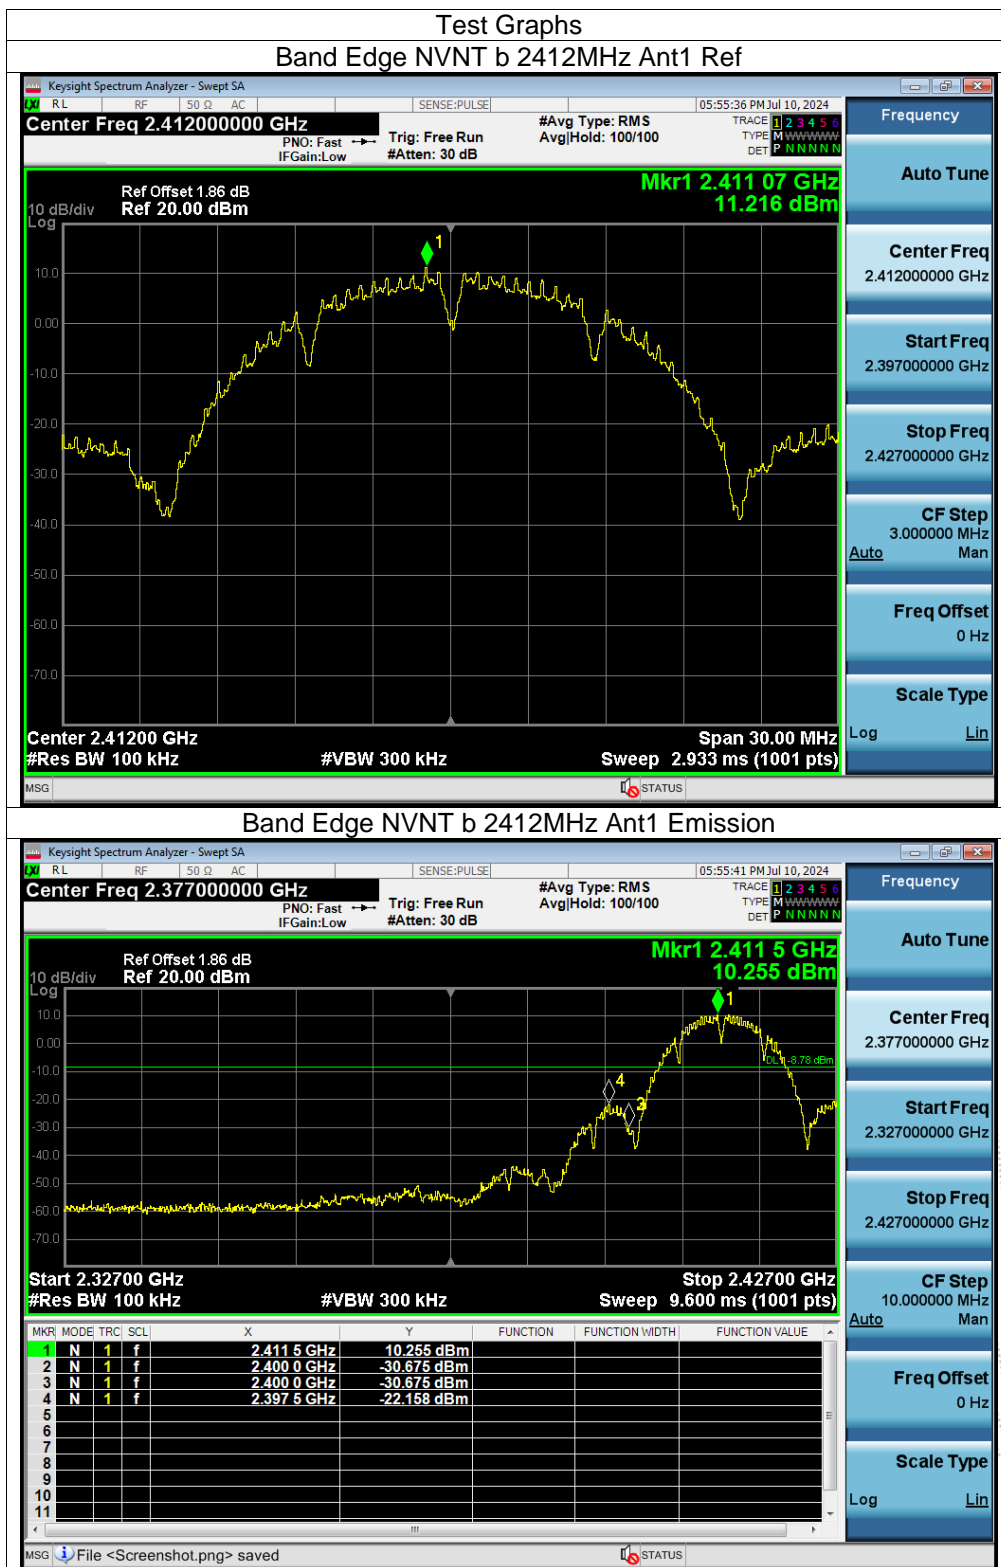 Test Graphs
Band Edge NVNT b 2412MHz Ant1 Ref
Keysight Spectrum Analyzer - Swept SA
LXI RL RF 50 Ω AC SENSE:PULSE 05:55:36 PM Jul 10, 2024
Center Freq 2.412000000 GHz
PNO: Fast
IFGain:Low
Trig: Free Run
#Atten: 30 dB
#Avg Type: RMS
Avg|Hold: 100/100
TRACE 1 2 3 4 5 6
TYPE M WWWWW
DET P N N N N N
Mkr1 2.411 07 GHz
11.216 dBm
Ref Offset 1.86 dB
10 dB/div Ref 20.00 dBm
Log
1
10.0
0.00
-10.0
-20.0
-30.0
-40.0
-50.0
-60.0
-70.0
Center 2.41200 GHz Span 30.00 MHz
#Res BW 100 kHz #VBW 300 kHz Sweep 2.933 ms (1001 pts)
MSG STATUS
Frequency
Auto Tune
Center Freq
2.412000000 GHz
Start Freq
2.397000000 GHz
Stop Freq
2.427000000 GHz
CF Step
3.000000 MHz
Auto Man
Freq Offset
0 Hz
Scale Type
Log Lin
Band Edge NVNT b 2412MHz Ant1 Emission
Keysight Spectrum Analyzer - Swept SA
LXI RL RF 50 Ω AC SENSE:PULSE 05:55:41 PM Jul 10, 2024
Center Freq 2.377000000 GHz
PNO: Fast
IFGain:Low
Trig: Free Run
#Atten: 30 dB
#Avg Type: RMS
Avg|Hold: 100/100
TRACE 1 2 3 4 5 6
TYPE M WWWWW
DET P N N N N N
Mkr1 2.411 5 GHz
10.255 dBm
Ref Offset 1.86 dB
10 dB/div Ref 20.00 dBm
Log
1
10.0
0.00
DL1 -8.78 dBm
-10.0
4
-20.0
3
-30.0
-40.0
-50.0
-60.0
-70.0
Start 2.32700 GHz Stop 2.42700 GHz
#Res BW 100 kHz #VBW 300 kHz Sweep 9.600 ms (1001 pts)
MKR MODE TRC SCL X Y FUNCTION FUNCTION WIDTH FUNCTION VALUE
1 N 1 f 2.411 5 GHz 10.255 dBm
2 N 1 f 2.400 0 GHz -30.675 dBm
3 N 1 f 2.400 0 GHz -30.675 dBm
4 N 1 f 2.397 5 GHz -22.158 dBm
5
6
7
8
9
10
11
MSG File <Screenshot.png> saved STATUS
Frequency
Auto Tune
Center Freq
2.377000000 GHz
Start Freq
2.327000000 GHz
Stop Freq
2.427000000 GHz
CF Step
10.000000 MHz
Auto Man
Freq Offset
0 Hz
Scale Type
Log Lin